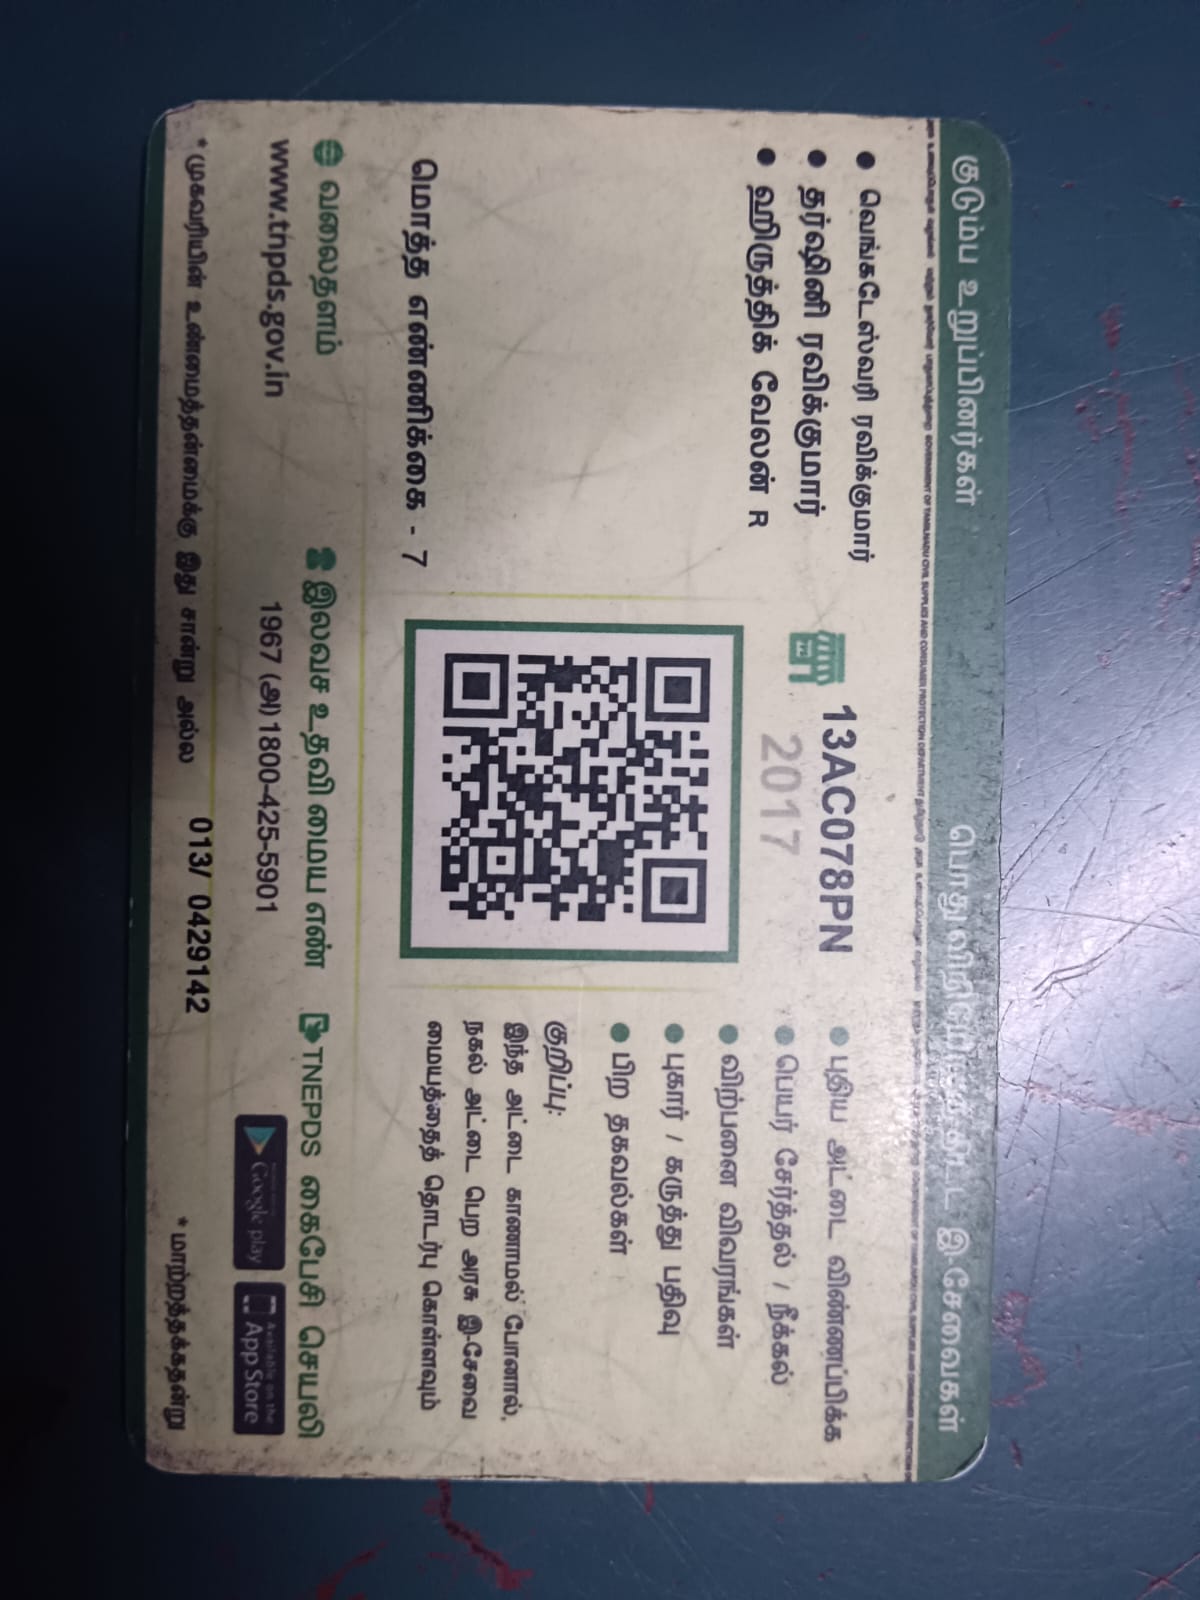 குடும்ப உறுப்பினர்கள்
• வெங்கடேஸ்வரி ரவிக்குமார்
• தர்ஷினி ரவிக்குமார்
• ஹிருத்திக் வேலன் R
மொத்த எண்ணிக்கை - 7
13AC078PN
2017
பொது விநியோகத்திட்ட இ-சேவைகள்
• புதிய அட்டை விண்ணப்பிக்க
• பெயர் சேர்த்தல் / நீக்கல்
• விற்பனை விவரங்கள்
• புகார் / கருத்து பதிவு
• பிற தகவல்கள்
குறிப்பு:
இந்த அட்டை காணாமல் போனால்,
நகல் அட்டை பெற அரசு இ-சேவை
மையத்தைத் தொடர்பு கொள்ளவும்
வலைதளம்
www.tnpds.gov.in
இலவச உதவி மைய எண்
1967 (அ) 1800-425-5901
TNEPDS கைபேசி செயலி
Google play
Available on the
App Store
* முகவரியின் உண்மைத்தன்மைக்கு இது சான்று அல்ல
013/ 0429142
* மாற்றத்தக்கதன்று